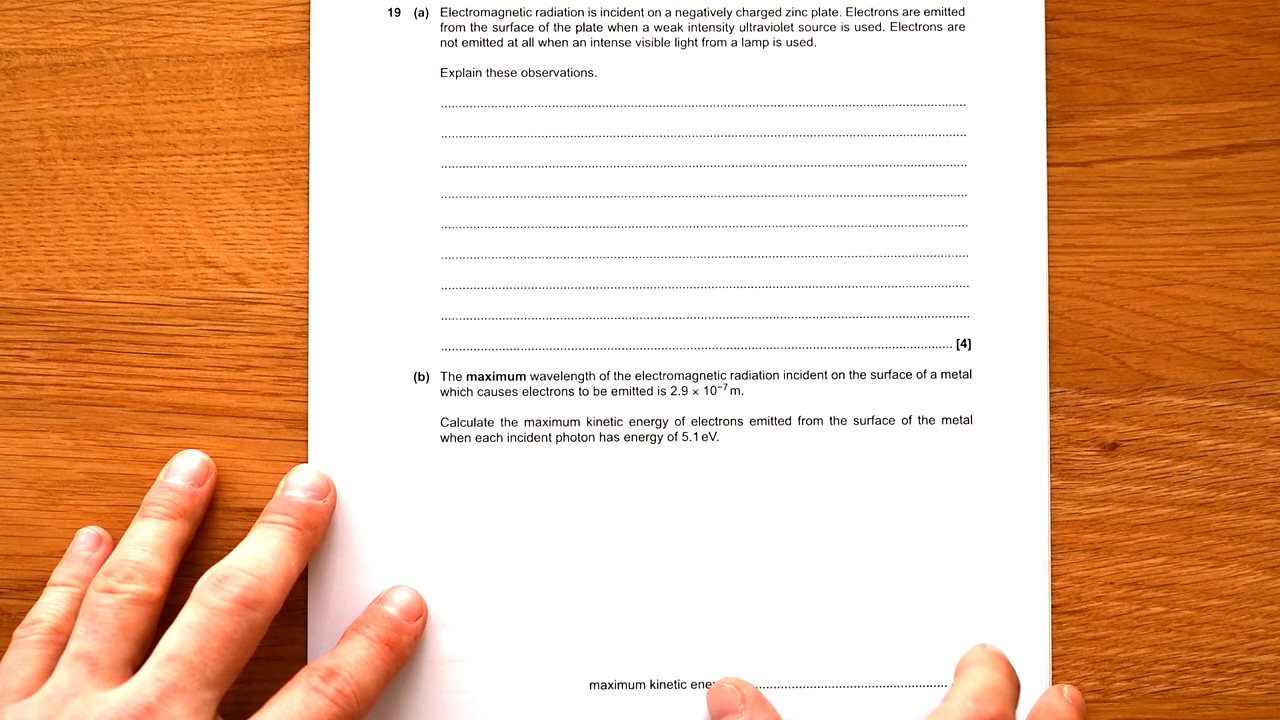 19 (a) Electromagnetic radiation is incident on a negatively charged zinc plate. Electrons are emitted
from the surface of the plate when a weak intensity ultraviolet source is used. Electrons are
not emitted at all when an intense visible light from a lamp is used.
Explain these observations.
[4]
(b) The maximum wavelength of the electromagnetic radiation incident on the surface of a metal
which causes electrons to be emitted is 2.9 × 10⁻⁷ m.
Calculate the maximum kinetic energy of electrons emitted from the surface of the metal
when each incident photon has energy of 5.1 eV.
maximum kinetic